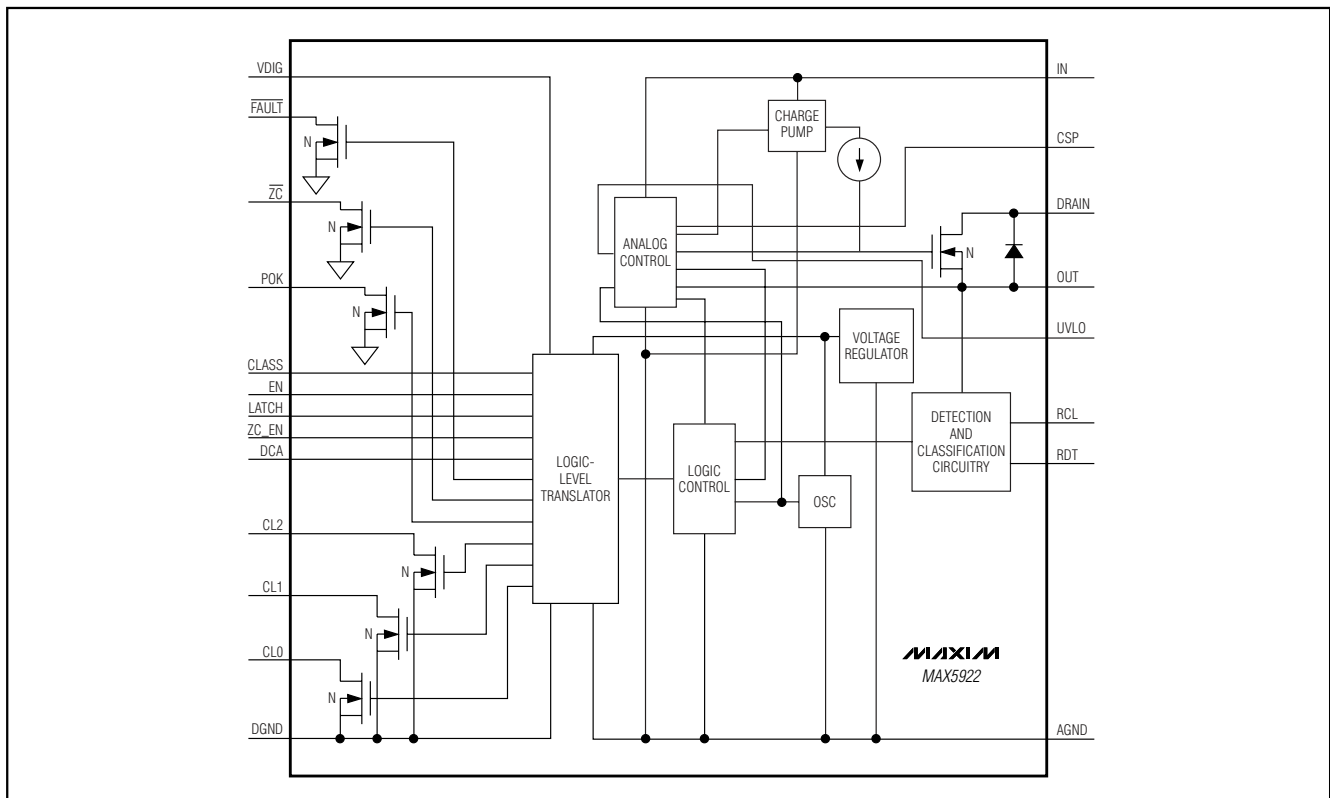 VDIG
FAULT
ZC
POK
CLASS
EN
LATCH
ZC_EN
DCA
CL2
CL1
CL0
DGND
N
N
N
N
N
N
LOGIC-
LEVEL
TRANSLATOR
ANALOG
CONTROL
CHARGE
PUMP
LOGIC
CONTROL
OSC
VOLTAGE
REGULATOR
N
DETECTION
AND
CLASSIFICATION
CIRCUITRY
IN
CSP
DRAIN
OUT
UVLO
RCL
RDT
AGND
MAXIM
MAX5922